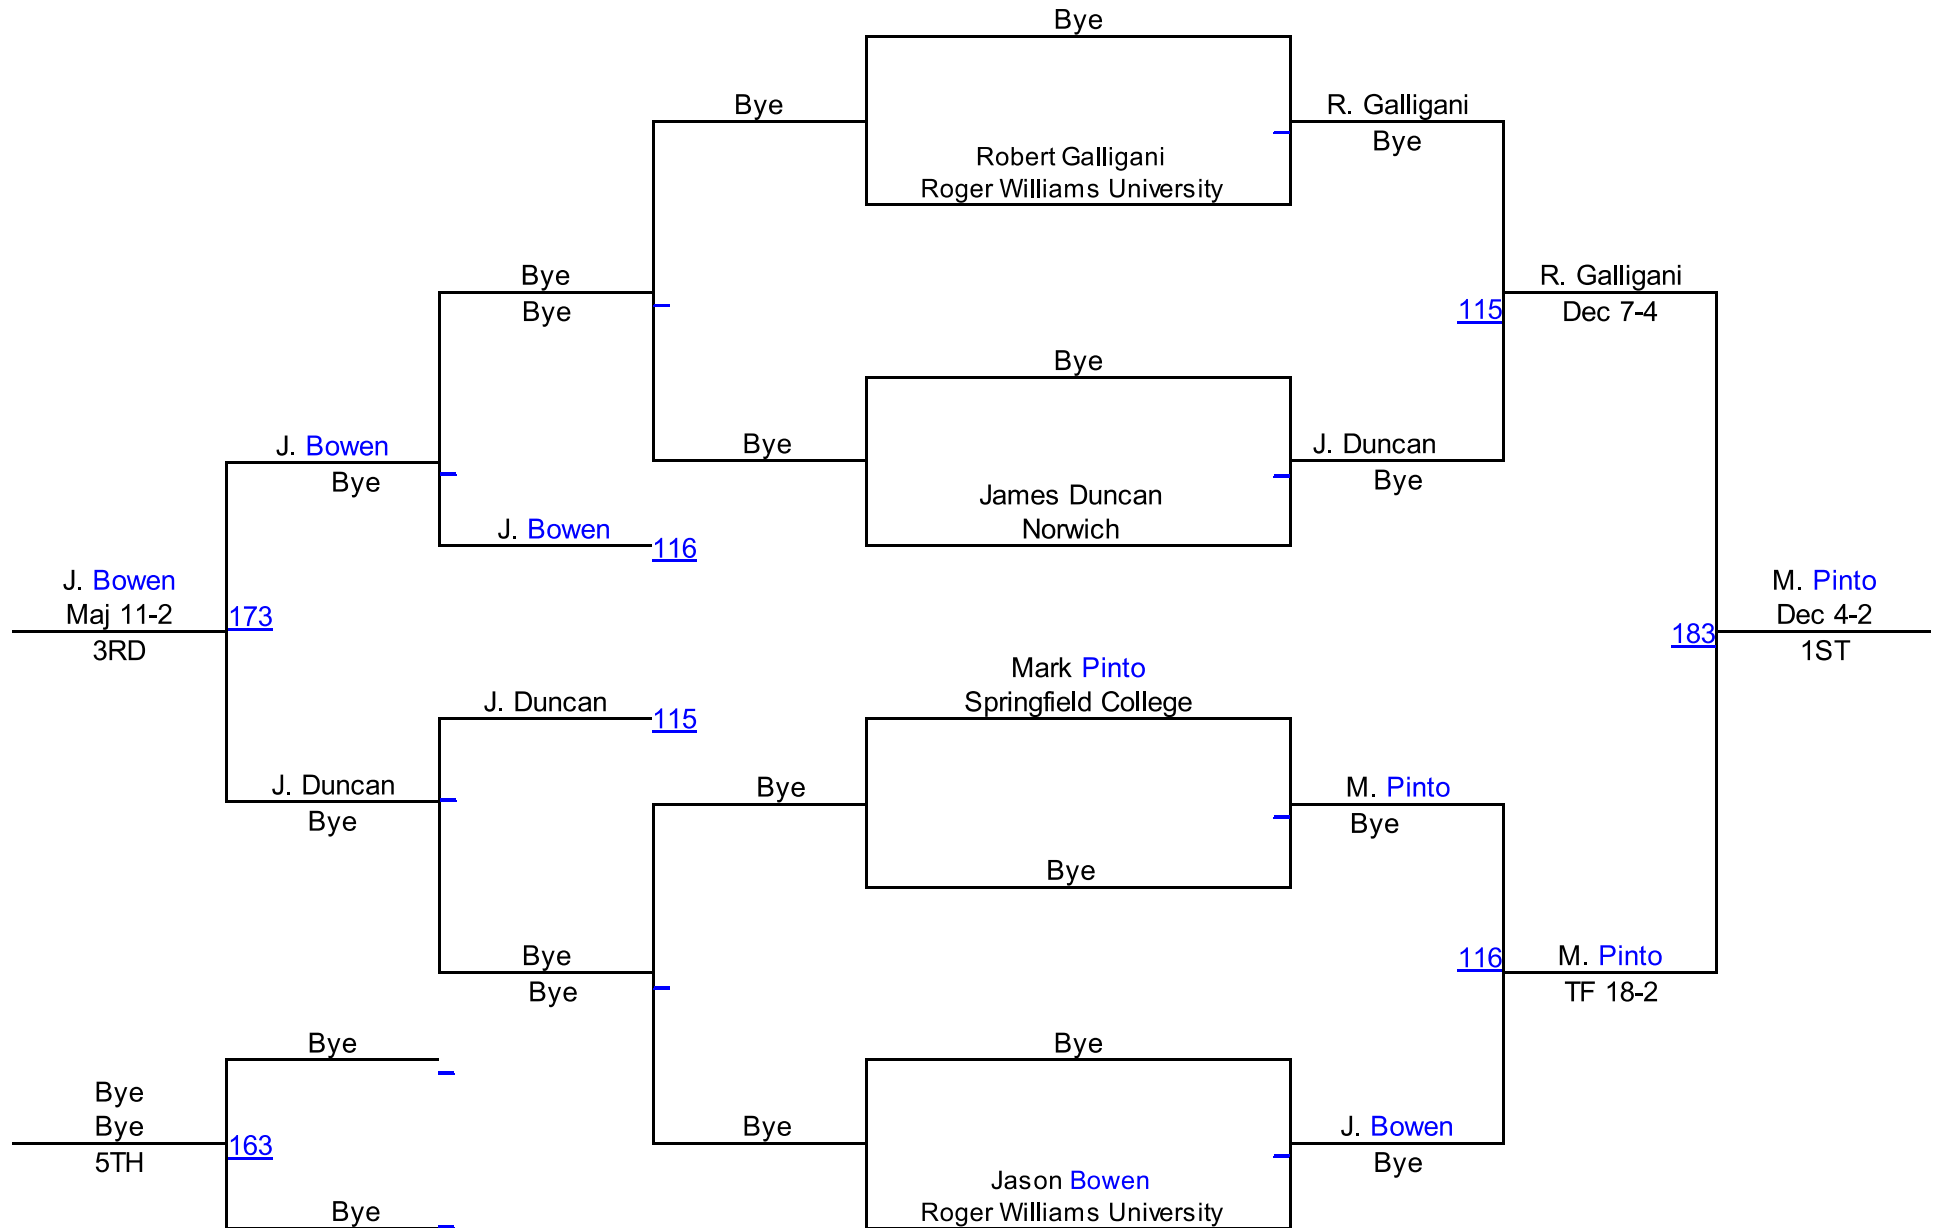 Bye
Bye
R. Galligani
Bye
Robert Galligani
Roger Williams University
Bye
Bye
R. Galligani
115
Dec 7-4
Bye
J. Bowen
Bye
Bye
J. Duncan
Bye
James Duncan
Norwich
J. Bowen
116
J. Bowen
Maj 11-2
173
3RD
M. Pinto
Dec 4-2
183
1ST
Mark Pinto
Springfield College
J. Duncan
115
J. Duncan
Bye
Bye
M. Pinto
Bye
Bye
Bye
Bye
116
M. Pinto
TF 18-2
Bye
Bye
Bye
Bye
163
5TH
Bye
Bye
J. Bowen
Bye
Jason Bowen
Roger Williams University
Bye